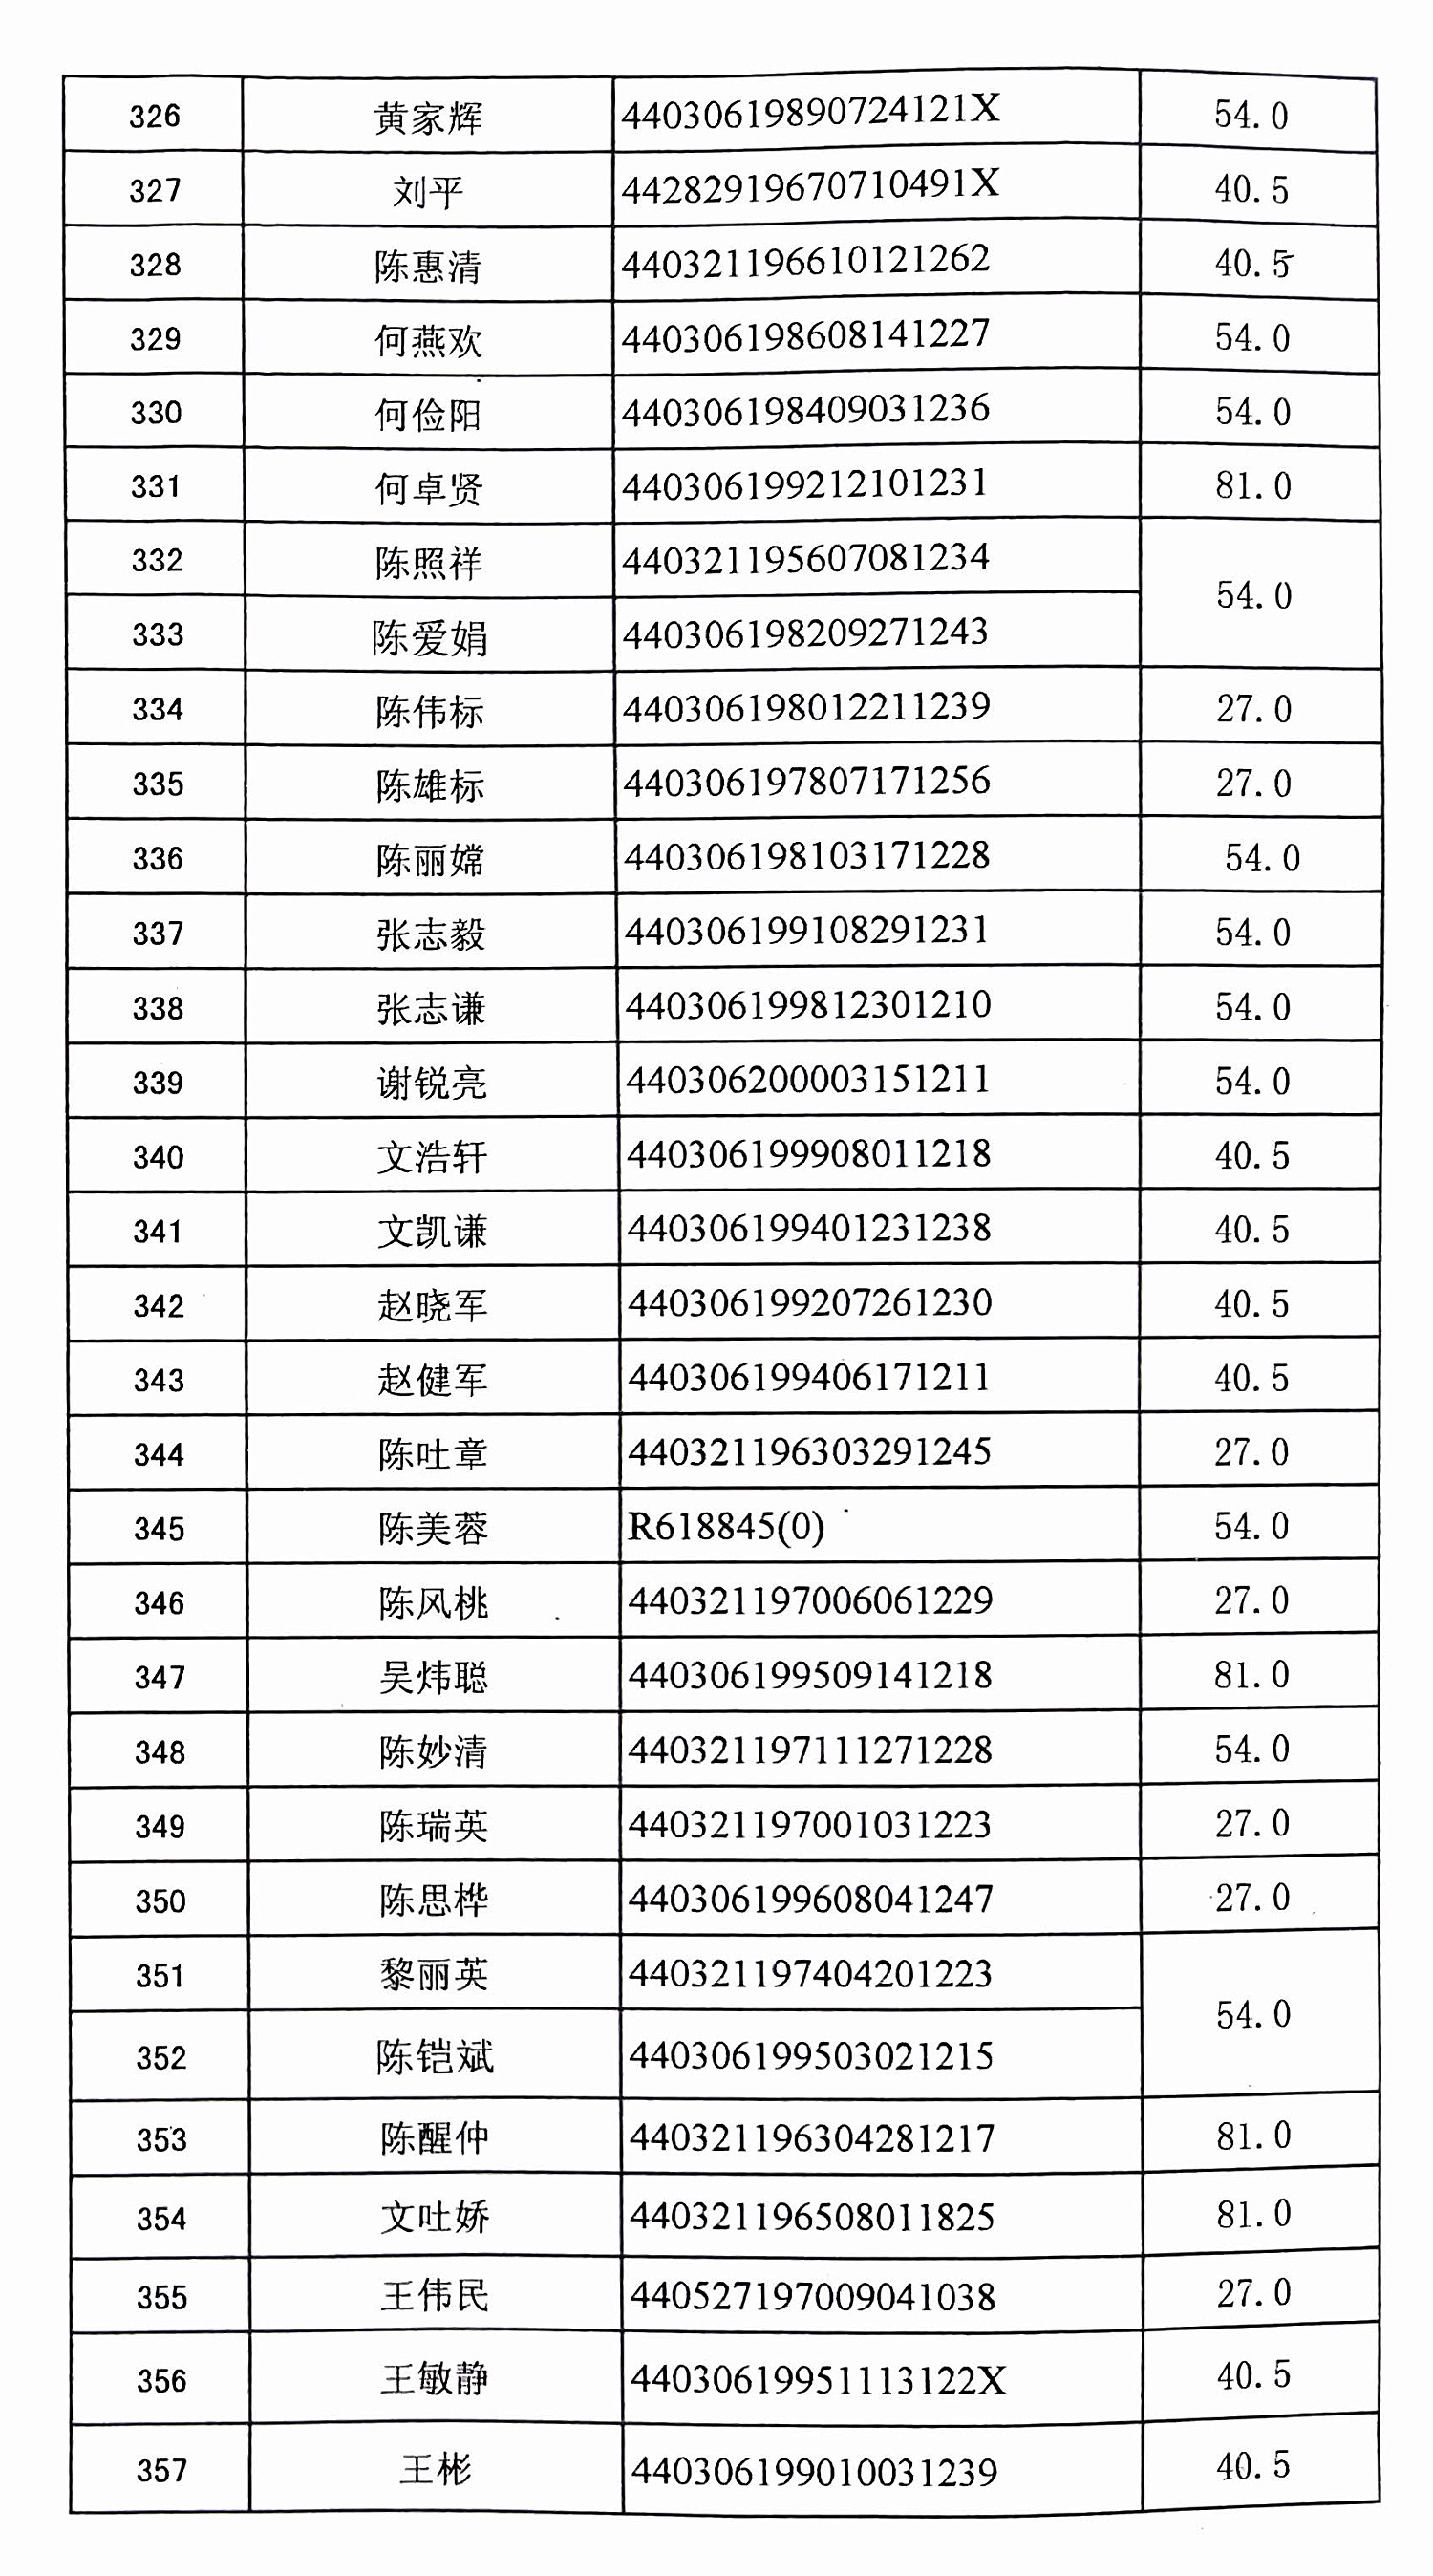 326 黄家辉 44030619890724121X 54.0
327 刘平 44282919670710491X 40.5
328 陈惠清 440321196610121262 40.5
329 何燕欢 440306198608141227 54.0
330 何俭阳 440306198409031236 54.0
331 何卓贤 440306199212101231 81.0
332 陈照祥 440321195607081234 54.0
333 陈爱娟 440306198209271243
334 陈伟标 440306198012211239 27.0
335 陈雄标 440306197807171256 27.0
336 陈丽嫦 440306198103171228 54.0
337 张志毅 440306199108291231 54.0
338 张志谦 440306199812301210 54.0
339 谢锐亮 440306200003151211 54.0
340 文浩轩 440306199908011218 40.5
341 文凯谦 440306199401231238 40.5
342 赵晓军 440306199207261230 40.5
343 赵健军 440306199406171211 40.5
344 陈吐章 440321196303291245 27.0
345 陈美蓉 R618845(0) 54.0
346 陈风桃 440321197006061229 27.0
347 吴炜聪 440306199509141218 81.0
348 陈妙清 440321197111271228 54.0
349 陈瑞英 440321197001031223 27.0
350 陈思桦 440306199608041247 27.0
351 黎丽英 440321197404201223 54.0
352 陈铠斌 440306199503021215
353 陈醒仲 440321196304281217 81.0
354 文吐娇 440321196508011825 81.0
355 王伟民 440527197009041038 27.0
356 王敏静 44030619951113122X 40.5
357 王彬 440306199010031239 40.5